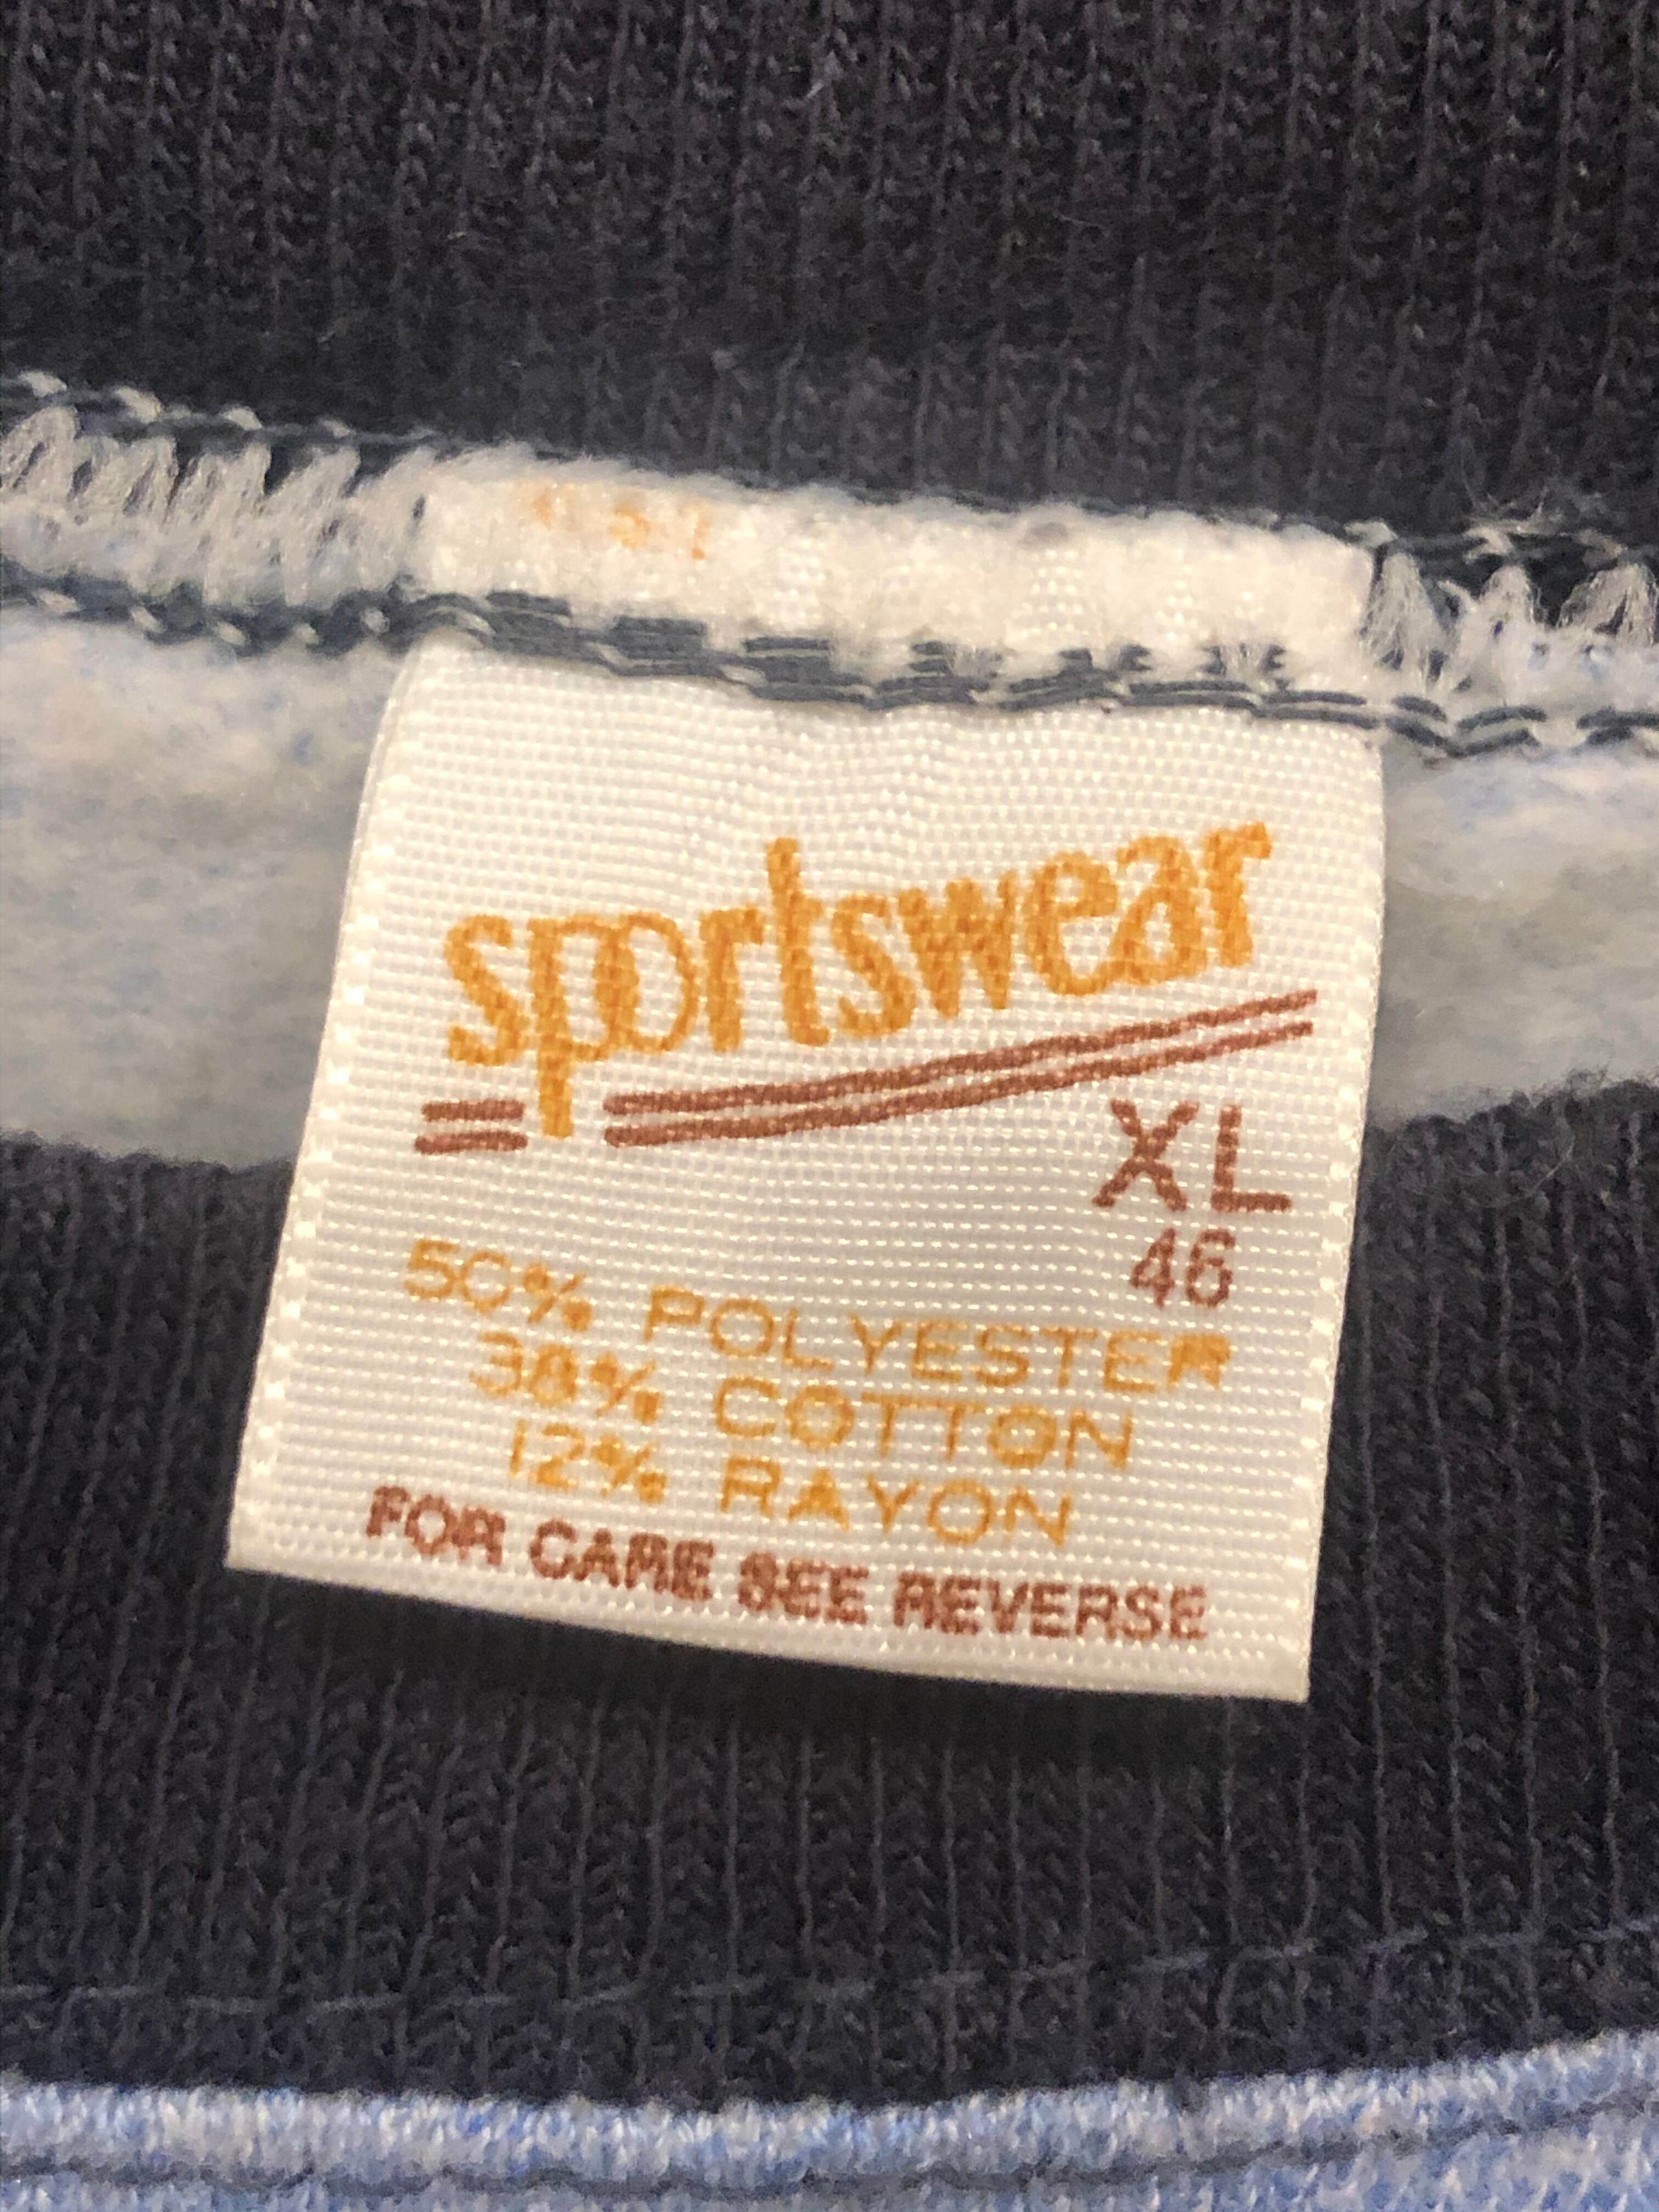 sportswear
XL
46
50% POLYESTER
38% COTTON
12% RAYON
FOR CARE SEE REVERSE